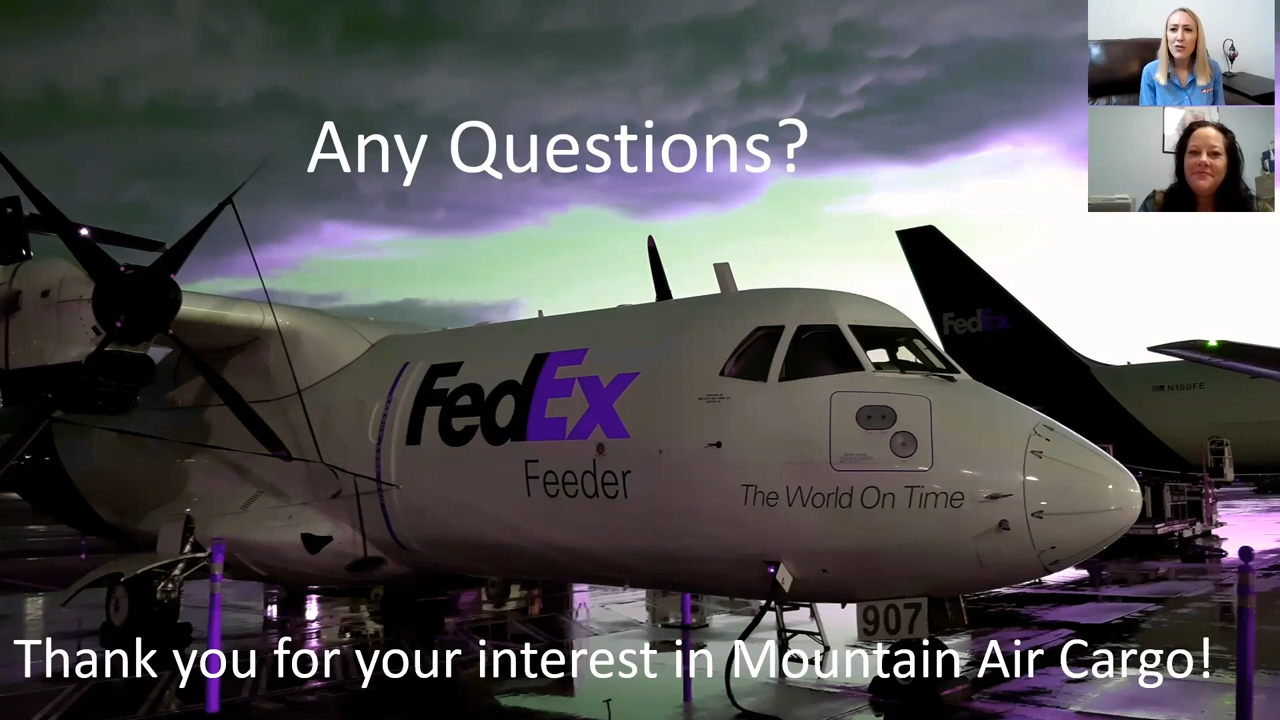 Any Questions?
FedEx
N158FE
FedEx
Feeder
The World On Time
907
Thank you for your interest in Mountain Air Cargo!